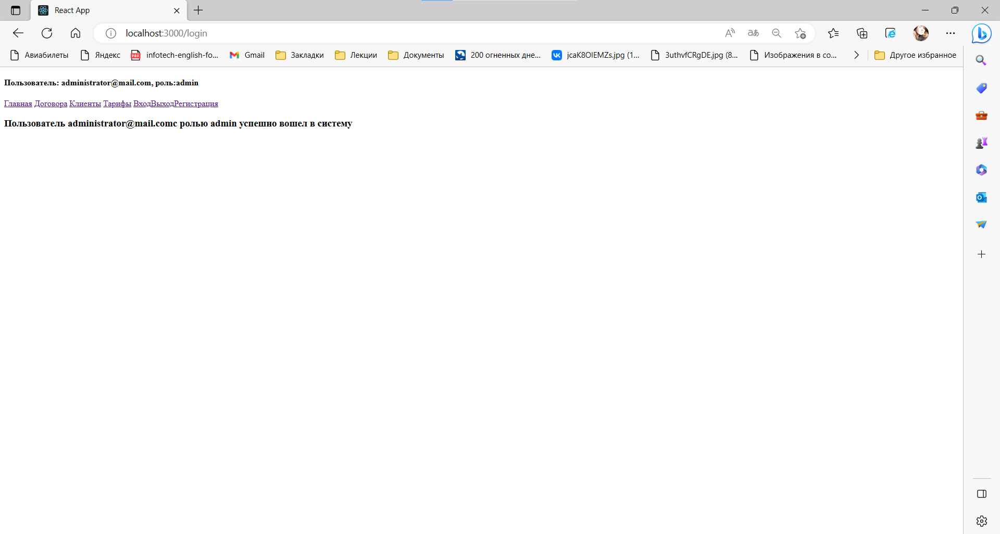 React App
localhost:3000/login
Авиабилеты Яндекс infotech-english-fo... Gmail Закладки Лекции Документы 200 огненных дне... jcaK8OIEMZs.jpg (1... 3uthvfCRgDE.jpg (8... Изображения в со... Другое избранное
Пользователь: administrator@mail.com, роль:admin
Главная Договора Клиенты Тарифы ВходВыходРегистрация
Пользователь administrator@mail.comс ролью admin успешно вошел в систему